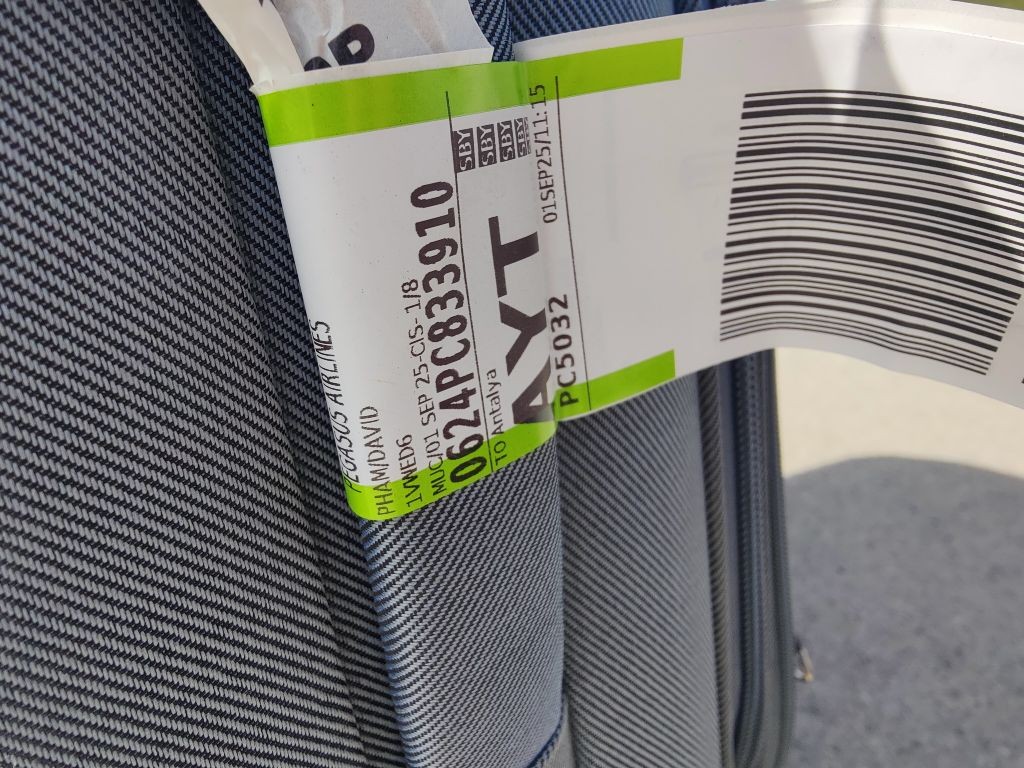 PEGASUS AIRLINES
PHAM/DAVID
1VWED6
MUC/01 SEP 25-CIS- 1/8
0624PC833910
TO Antalya
AYT
SBY
SBY
SBY
SBY
PC5032
01SEP25/11:15